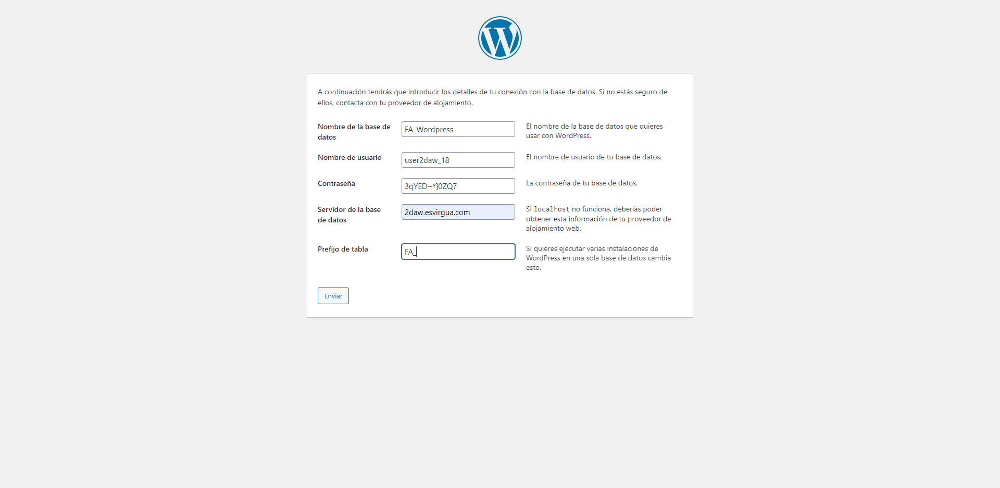 A continuación tendrás que introducir los detalles de tu conexión con la base de datos. Si no estás seguro de
ellos, contacta con tu proveedor de alojamiento.
Nombre de la base de
datos
FA_Wordpress
El nombre de la base de datos que quieres
usar con WordPress.
Nombre de usuario
user2daw_18
El nombre de usuario de tu base de datos.
Contraseña
3qYED~*]0ZQ7
La contraseña de tu base de datos.
Servidor de la base
de datos
2daw.esvirgua.com
Si localhost no funciona, deberías poder
obtener esta información de tu proveedor de
alojamiento web.
Prefijo de tabla
FA_
Si quieres ejecutar varias instalaciones de
WordPress en una sola base de datos cambia
esto.
Enviar